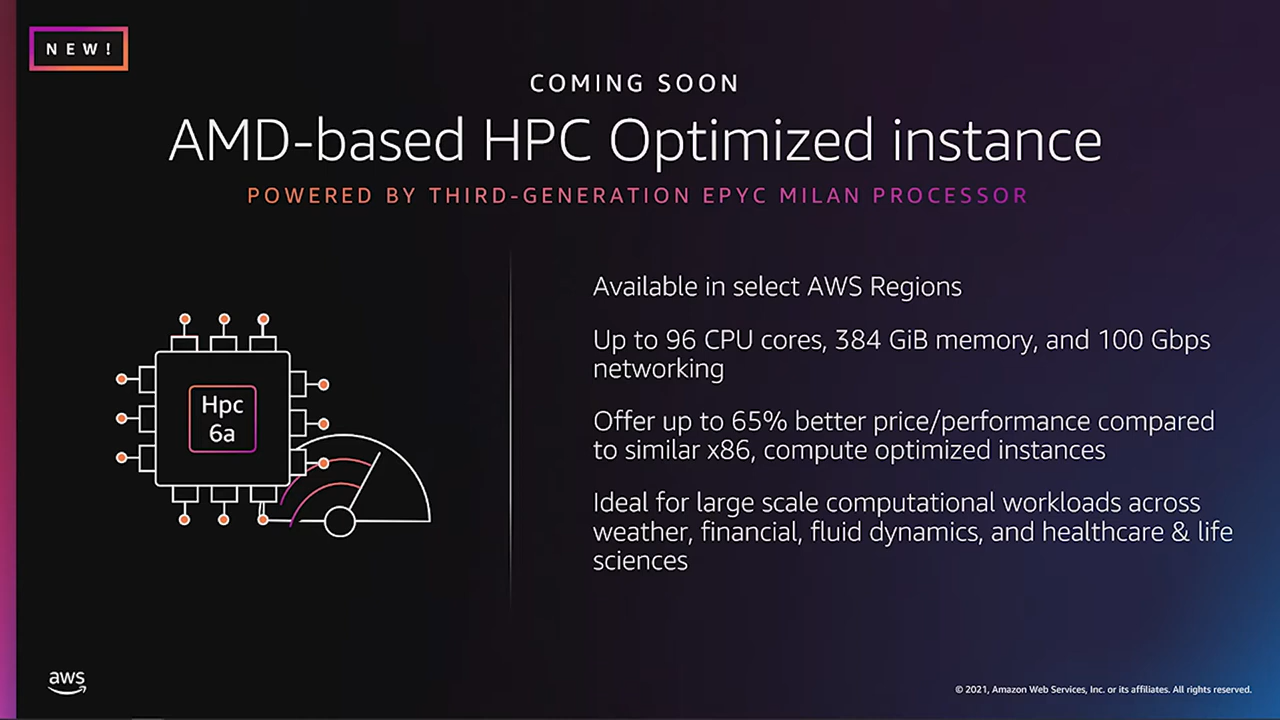 NEW!
COMING SOON
AMD-based HPC Optimized instance
POWERED BY THIRD-GENERATION EPYC MILAN PROCESSOR
Hpc
6a
Available in select AWS Regions
Up to 96 CPU cores, 384 GiB memory, and 100 Gbps
networking
Offer up to 65% better price/performance compared
to similar x86, compute optimized instances
Ideal for large scale computational workloads across
weather, financial, fluid dynamics, and healthcare & life
sciences
aws
© 2021, Amazon Web Services, Inc. or its affiliates. All rights reserved.